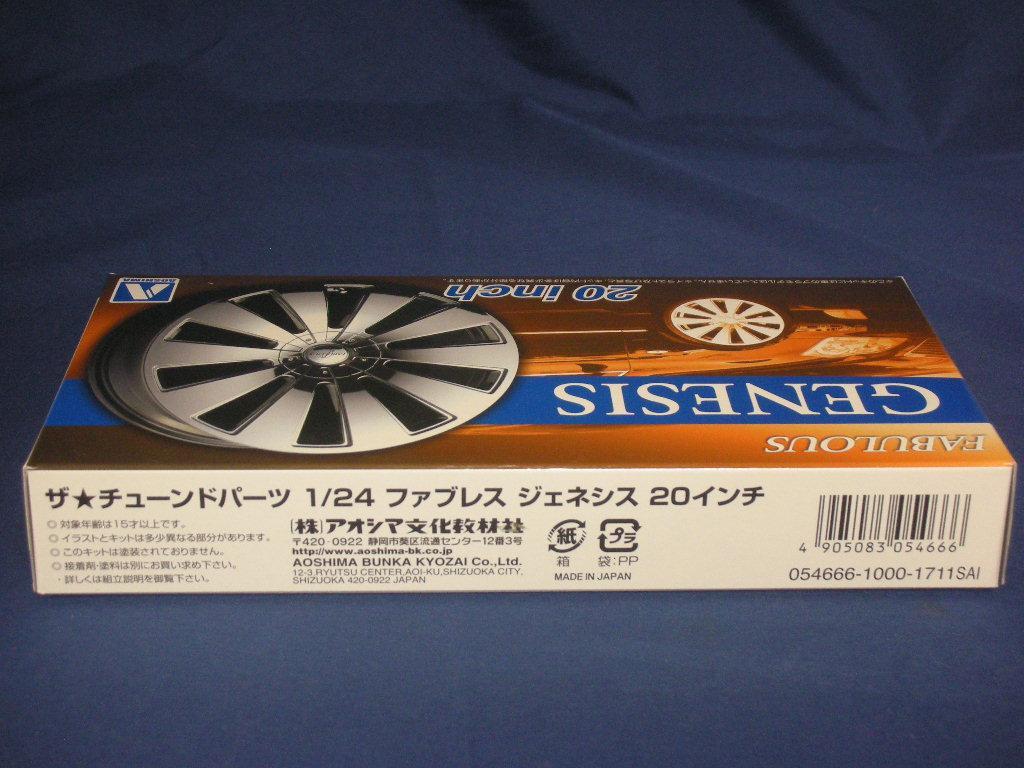 AOSHIMA
20 inch
GENESIS
FABULOUS
ザ★チューンドパーツ 1/24 ファブレス ジェネシス 20インチ
◎対象年齢は15才以上です。
◎イラストとキットは多少異なる部分があります。
◎このキットは塗装されておりません。
◎接着剤・塗料は別にお買い求め下さい。
・詳しくは組立説明を御覧下さい。
(株)アオシマ文化教材社
〒420-0922 静岡市葵区流通センター12番3号
http://www.aoshima-bk.co.jp
AOSHIMA BUNKA KYOZAI Co.,Ltd.
12-3,RYUTSU CENTER,AOI-KU,SHIZUOKA CITY,
SHIZUOKA 420-0922 JAPAN
紙 プラ
箱 袋:PP
MADE IN JAPAN
4 905083 054666
054666-1000-1711SAI